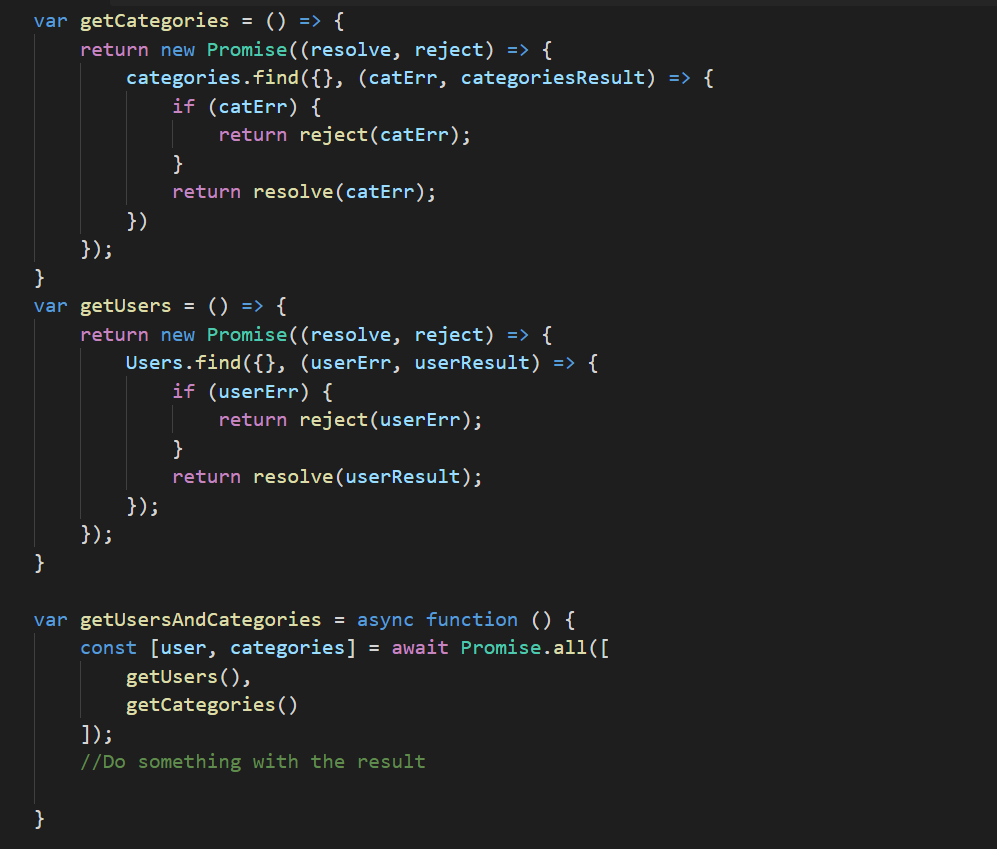 var getCategories = () => {
    return new Promise((resolve, reject) => {
        categories.find({}, (catErr, categoriesResult) => {
            if (catErr) {
                return reject(catErr);
            }
            return resolve(catErr);
        })
    });
}
var getUsers = () => {
    return new Promise((resolve, reject) => {
        Users.find({}, (userErr, userResult) => {
            if (userErr) {
                return reject(userErr);
            }
            return resolve(userResult);
        });
    });
}

var getUsersAndCategories = async function () {
    const [user, categories] = await Promise.all([
        getUsers(),
        getCategories()
    ]);
    //Do something with the result

}